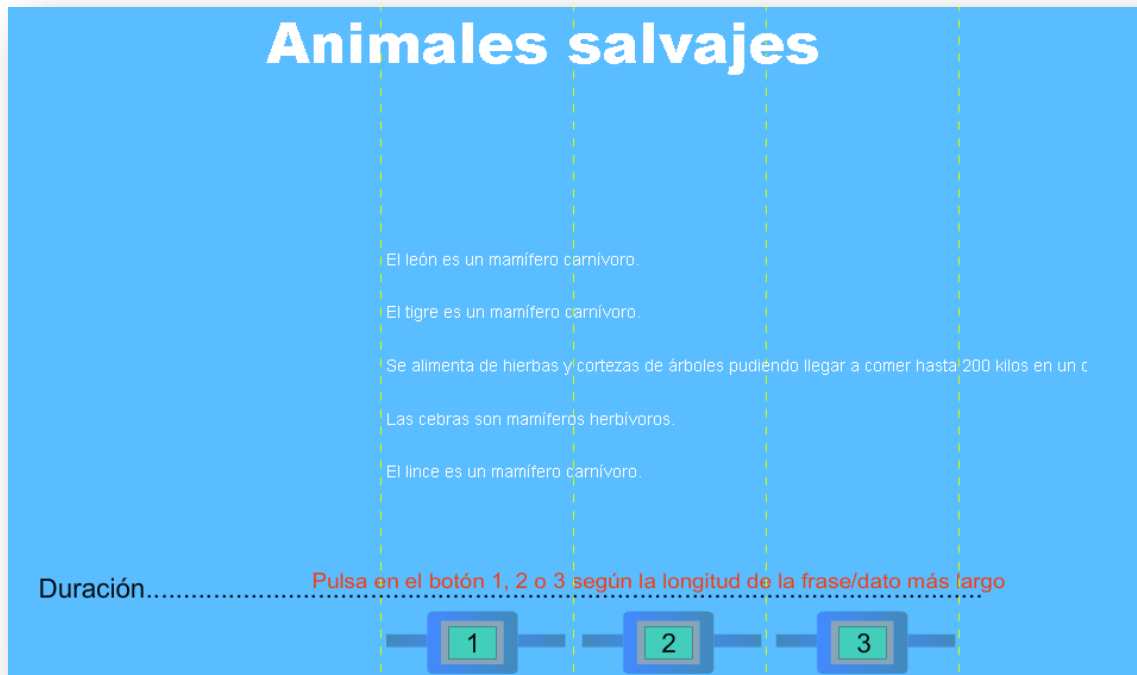 Animales salvajes
El león es un mamífero carnívoro.
El tigre es un mamífero carnívoro.
Se alimenta de hierbas y cortezas de árboles pudiendo llegar a comer hasta 200 kilos en un
Las cebras son mamíferos herbívoros.
El lince es un mamífero carnívoro.
Pulsa en el botón 1, 2 o 3 según la longitud de la frase/dato más largo
Duración..........................................................................................................................
1 2 3